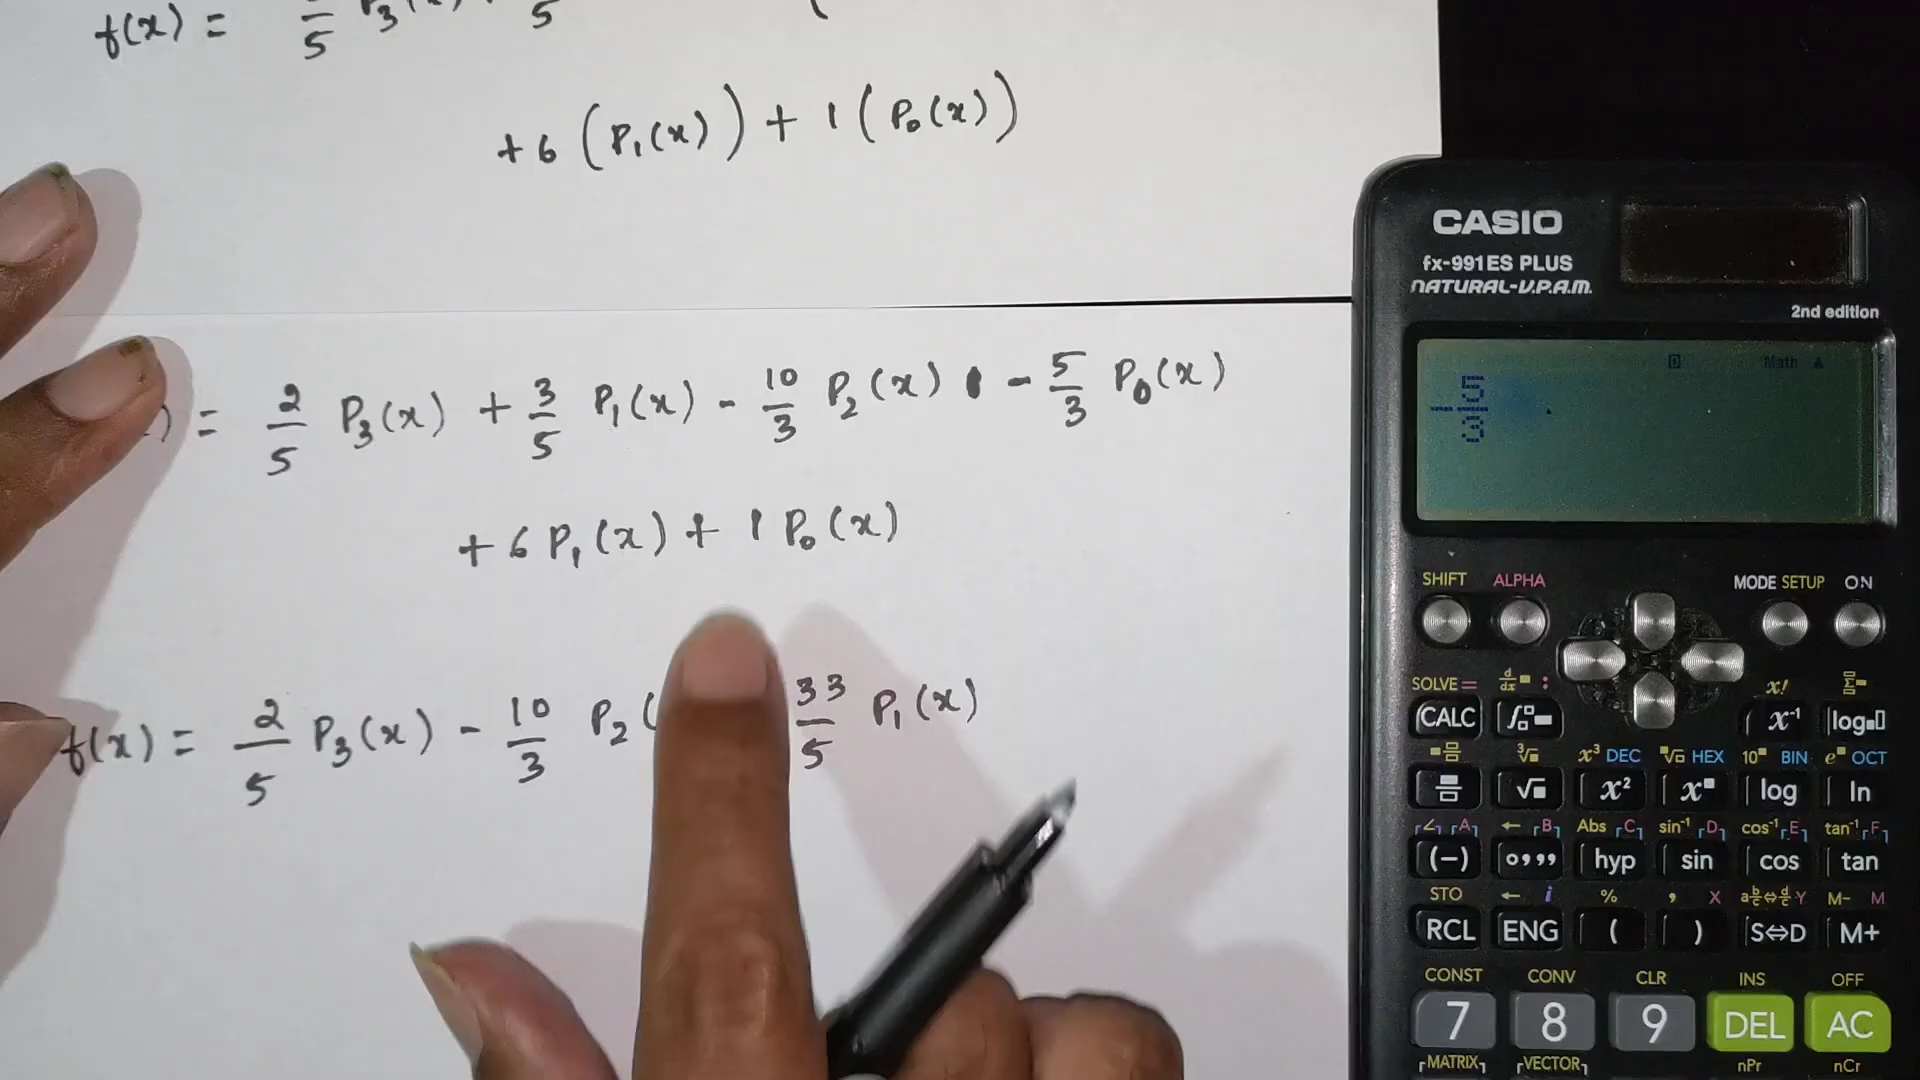 f(x) = /5 P₃(x) 5 (
+ 6 (P₁(x)) + 1 (P₀(x))
) = 2/5 P₃(x) + 3/5 P₁(x) - 10/3 P₂(x) - 5/3 P₀(x)
+ 6 P₁(x) + 1 P₀(x)
f(x) = 2/5 P₃(x) - 10/3 P₂( 33/5 P₁(x)
CASIO
fx-991ES PLUS
NATURAL-V.P.A.M.
2nd edition
D Math ▲
-5/3
SHIFT ALPHA MODE SETUP ON
SOLVE = d/dx : x! Σ
CALC ∫ x⁻¹ log
∛ x³ DEC √ HEX 10 BIN e OCT
√ x² x log ln
∠ A ← B Abs C sin⁻¹ D cos⁻¹ E tan⁻¹ F
(−) °,,, hyp sin cos tan
STO ← i % , X a b/c⇔d/c Y M- M
RCL ENG ( ) S⇔D M+
CONST CONV CLR INS OFF
7 8 9 DEL AC
MATRIX VECTOR nPr nCr